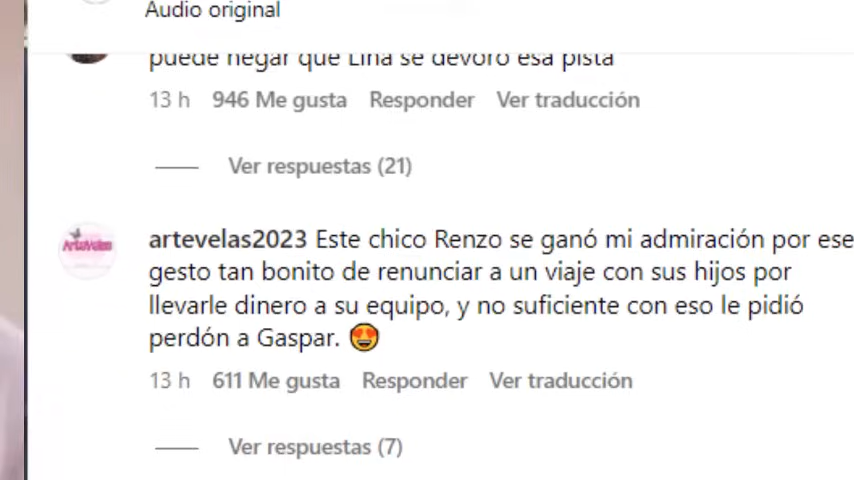 Audio original
puede negar que Lina se devoró esa pista
13 h 946 Me gusta Responder Ver traducción
Ver respuestas (21)
ArteVelas
artevelas2023 Este chico Renzo se ganó mi admiración por ese
gesto tan bonito de renunciar a un viaje con sus hijos por
llevarle dinero a su equipo, y no suficiente con eso le pidió
perdón a Gaspar. 😍
13 h 611 Me gusta Responder Ver traducción
Ver respuestas (7)